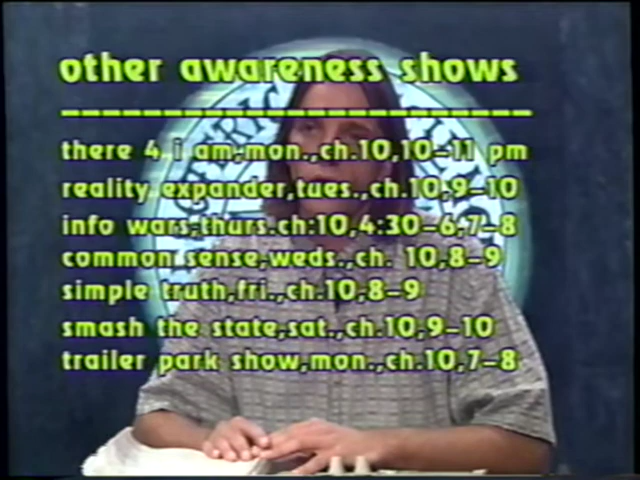 other awareness shows
there 4 i am,mon.,ch.10,10-11 pm
reality expander,tues.,ch.10,9-10
info wars,thurs.ch:10,4:30-6,7-8
common sense,weds.,ch. 10,8-9
simple truth,fri.,ch.10,8-9
smash the state,sat.,ch.10,9-10
trailer park show,mon.,ch.10,7-8